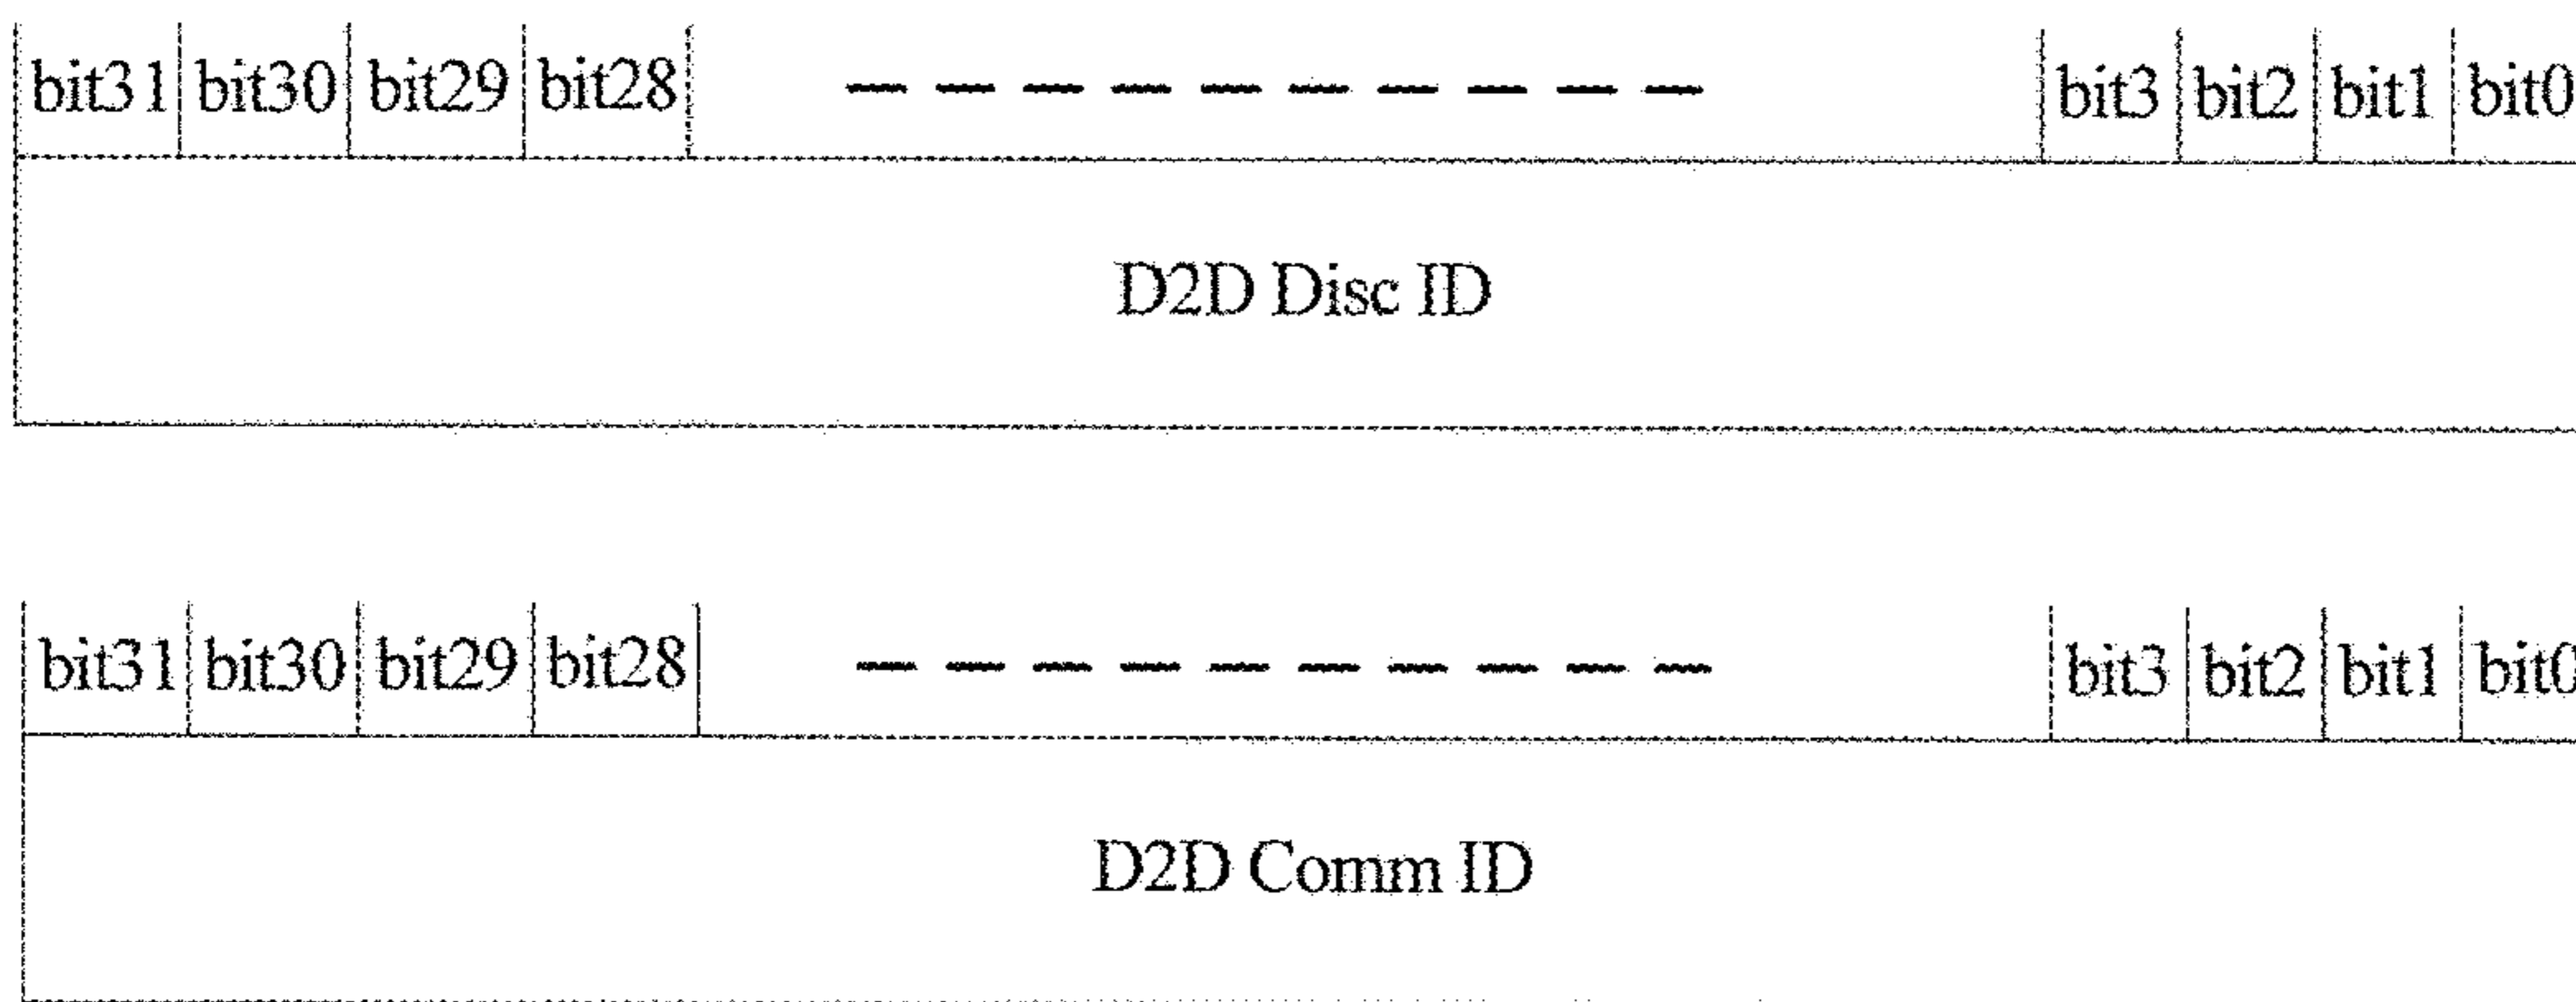 bit31 bit30 bit29 bit28 bit3 bit2 bit1 bit0
D2D Disc ID
bit31 bit30 bit29 bit28 bit3 bit2 bit1 bit0
D2D Comm ID